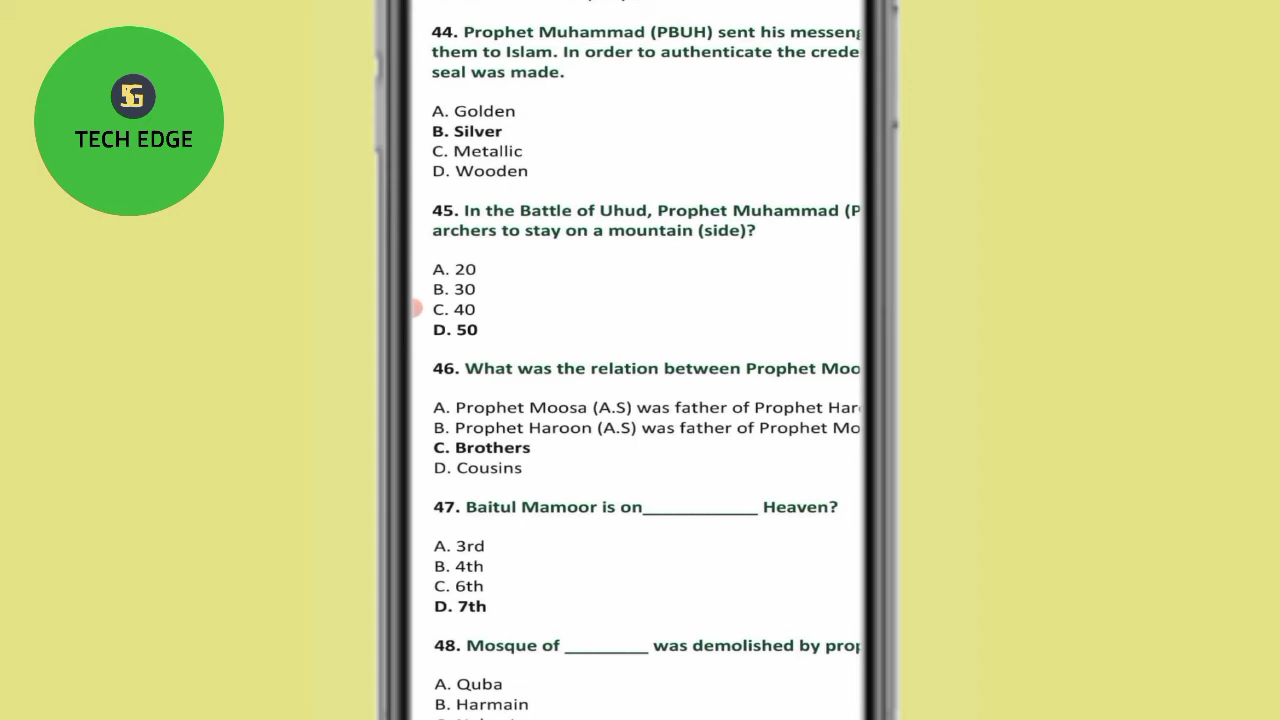 5G
TECH EDGE
44. Prophet Muhammad (PBUH) sent his
them to Islam. In order to authenticate the
seal was made.
A. Golden
B. Silver
C. Metallic
D. Wooden
45. In the Battle of Uhud, Prophet Muhammad (P
archers to stay on a mountain (side)?
A. 20
B. 30
C. 40
D. 50
46. What was the relation between Prophet Moo
A. Prophet Moosa (A.S) was father of Prophet Har
B. Prophet Haroon (A.S) was father of Prophet Mo
C. Brothers
D. Cousins
47. Baitul Mamoor is on____________ Heaven?
A. 3rd
B. 4th
C. 6th
D. 7th
48. Mosque of _________ was demolished by
A. Quba
B. Harmain